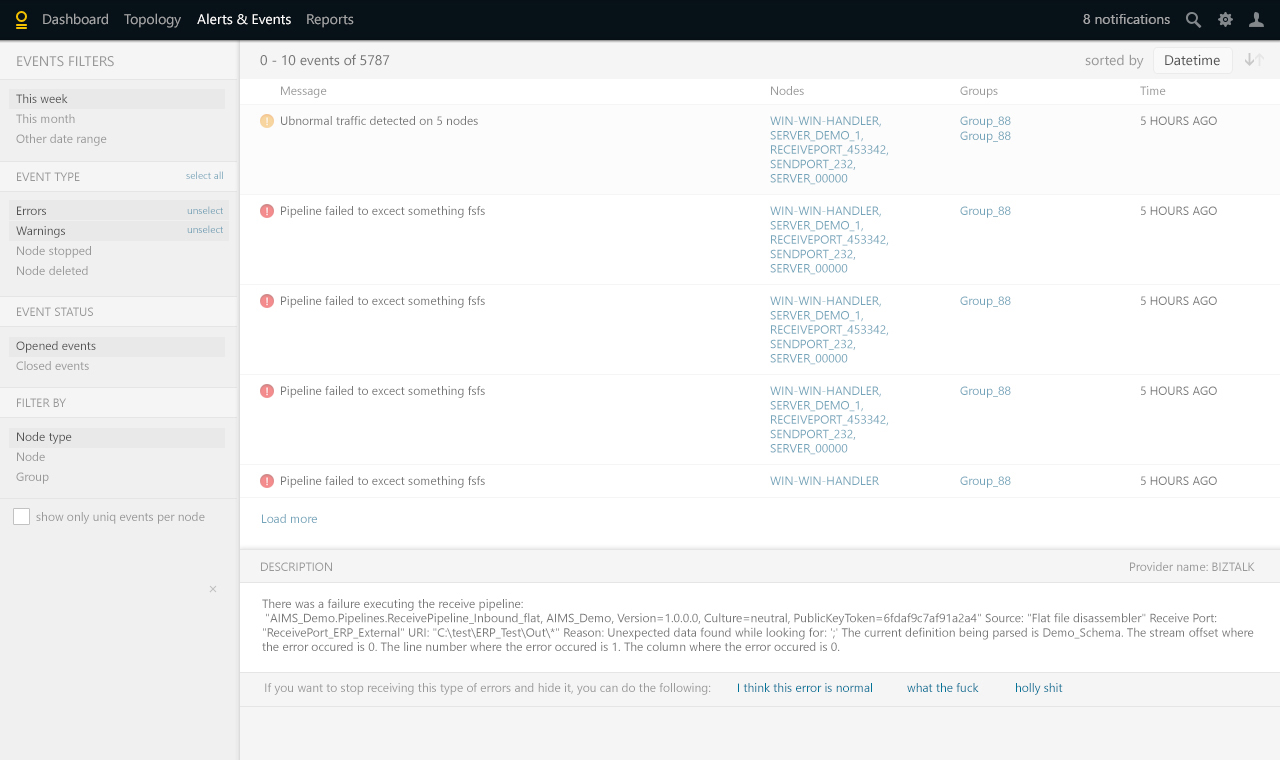 Dashboard Topology Alerts & Events Reports 8 notifications
EVENTS FILTERS
This week
This month
Other date range
EVENT TYPE select all
Errors unselect
Warnings unselect
Node stopped
Node deleted
EVENT STATUS
Opened events
Closed events
FILTER BY
Node type
Node
Group
show only uniq events per node
×
0 - 10 events of 5787 sorted by Datetime
Message Nodes Groups Time
! Ubnormal traffic detected on 5 nodes WIN-WIN-HANDLER, Group_88 5 HOURS AGO
SERVER_DEMO_1, Group_88
RECEIVEPORT_453342,
SENDPORT_232,
SERVER_00000
! Pipeline failed to excect something fsfs WIN-WIN-HANDLER, Group_88 5 HOURS AGO
SERVER_DEMO_1,
RECEIVEPORT_453342,
SENDPORT_232,
SERVER_00000
! Pipeline failed to excect something fsfs WIN-WIN-HANDLER, Group_88 5 HOURS AGO
SERVER_DEMO_1,
RECEIVEPORT_453342,
SENDPORT_232,
SERVER_00000
! Pipeline failed to excect something fsfs WIN-WIN-HANDLER, Group_88 5 HOURS AGO
SERVER_DEMO_1,
RECEIVEPORT_453342,
SENDPORT_232,
SERVER_00000
! Pipeline failed to excect something fsfs WIN-WIN-HANDLER Group_88 5 HOURS AGO
Load more
DESCRIPTION Provider name: BIZTALK
There was a failure executing the receive pipeline:
"AIMS_Demo.Pipelines.ReceivePipeline_Inbound_flat, AIMS_Demo, Version=1.0.0.0, Culture=neutral, PublicKeyToken=6fdaf9c7af91a2a4" Source: "Flat file disassembler" Receive Port:
"ReceivePort_ERP_External" URI: "C:\test\ERP_Test\Out\*" Reason: Unexpected data found while looking for: ';' The current definition being parsed is Demo_Schema. The stream offset where
the error occured is 0. The line number where the error occured is 1. The column where the error occured is 0.
If you want to stop receiving this type of errors and hide it, you can do the following: I think this error is normal what the fuck holly shit